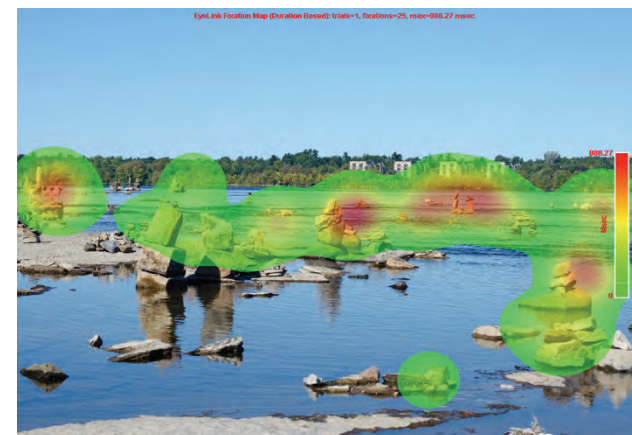 EyeLink Fixation Map (Duration Based): trials=1, fixations=25, max=888.27 msec
888.27
Msec
0